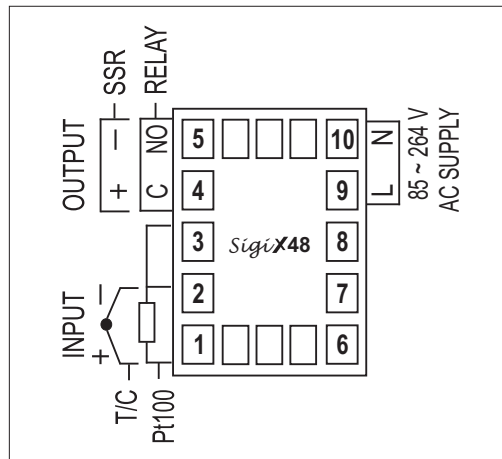 OUTPUT
+ − SSR
C NO RELAY
5
4
3
2
1
10
9
8
7
6
SigiX48
L N
85 ~ 264 V
AC SUPPLY
INPUT
+ −
T/C
Pt100